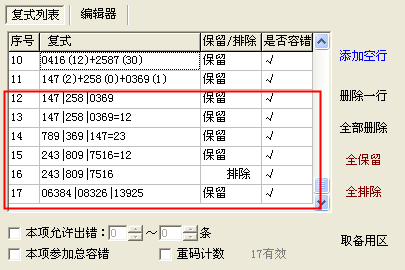 复式列表 编辑器
序号 复式 保留/排除 是否容错
10 0416(12)+2587(30) 保留 √
11 147(2)+258(0)+0369(1) 保留 √
12 147|258|0369 保留 √
13 147|258|0369=12 保留 √
14 789|369|147=23 保留 √
15 243|809|7516=12 保留 √
16 243|809|7516 排除 √
17 06384|08326|13925 保留 √
添加空行
删除一行
全部删除
全保留
全排除
取备用区
本项允许出错:0~0条
本项参加总容错 重码计数 17有效